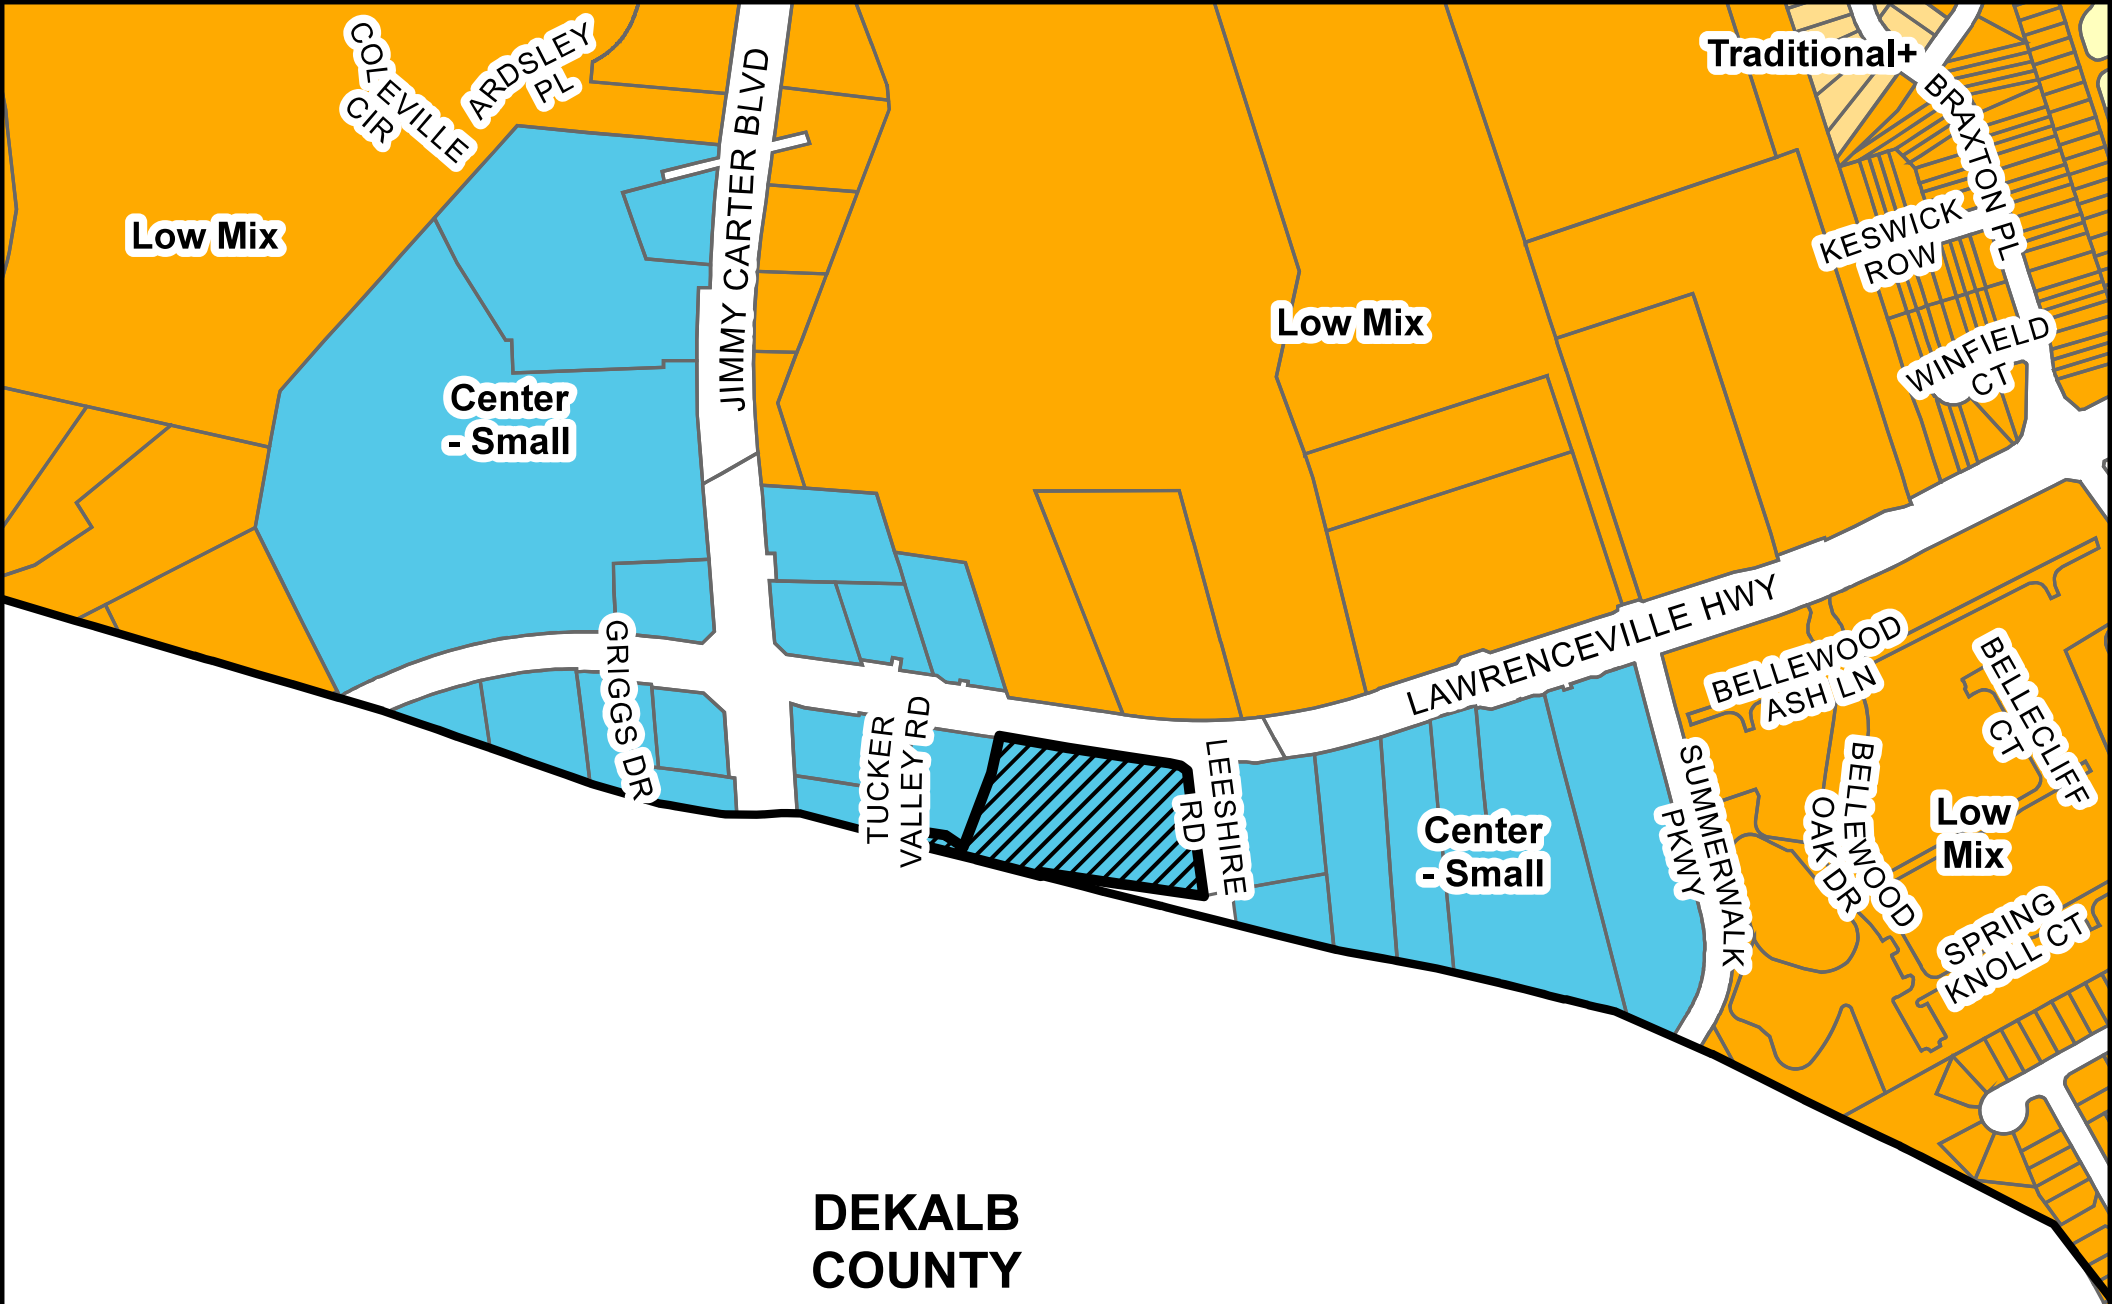 COLEVILLE
CIR
ARDSLEY
PL
JIMMY CARTER BLVD
Traditional+
BRAXTON PL
Low Mix
KESWICK
ROW
Low Mix
WINFIELD
CT
Center
- Small
LAWRENCEVILLE HWY
GRIGGS DR
TUCKER
VALLEY RD
LEESHIRE
RD
BELLEWOOD
ASH LN
BELLECLIFF
CT
SUMMERWALK
PKWY
BELLEWOOD
OAK DR
Low
Mix
Center
- Small
SPRING
KNOLL CT
DEKALB
COUNTY